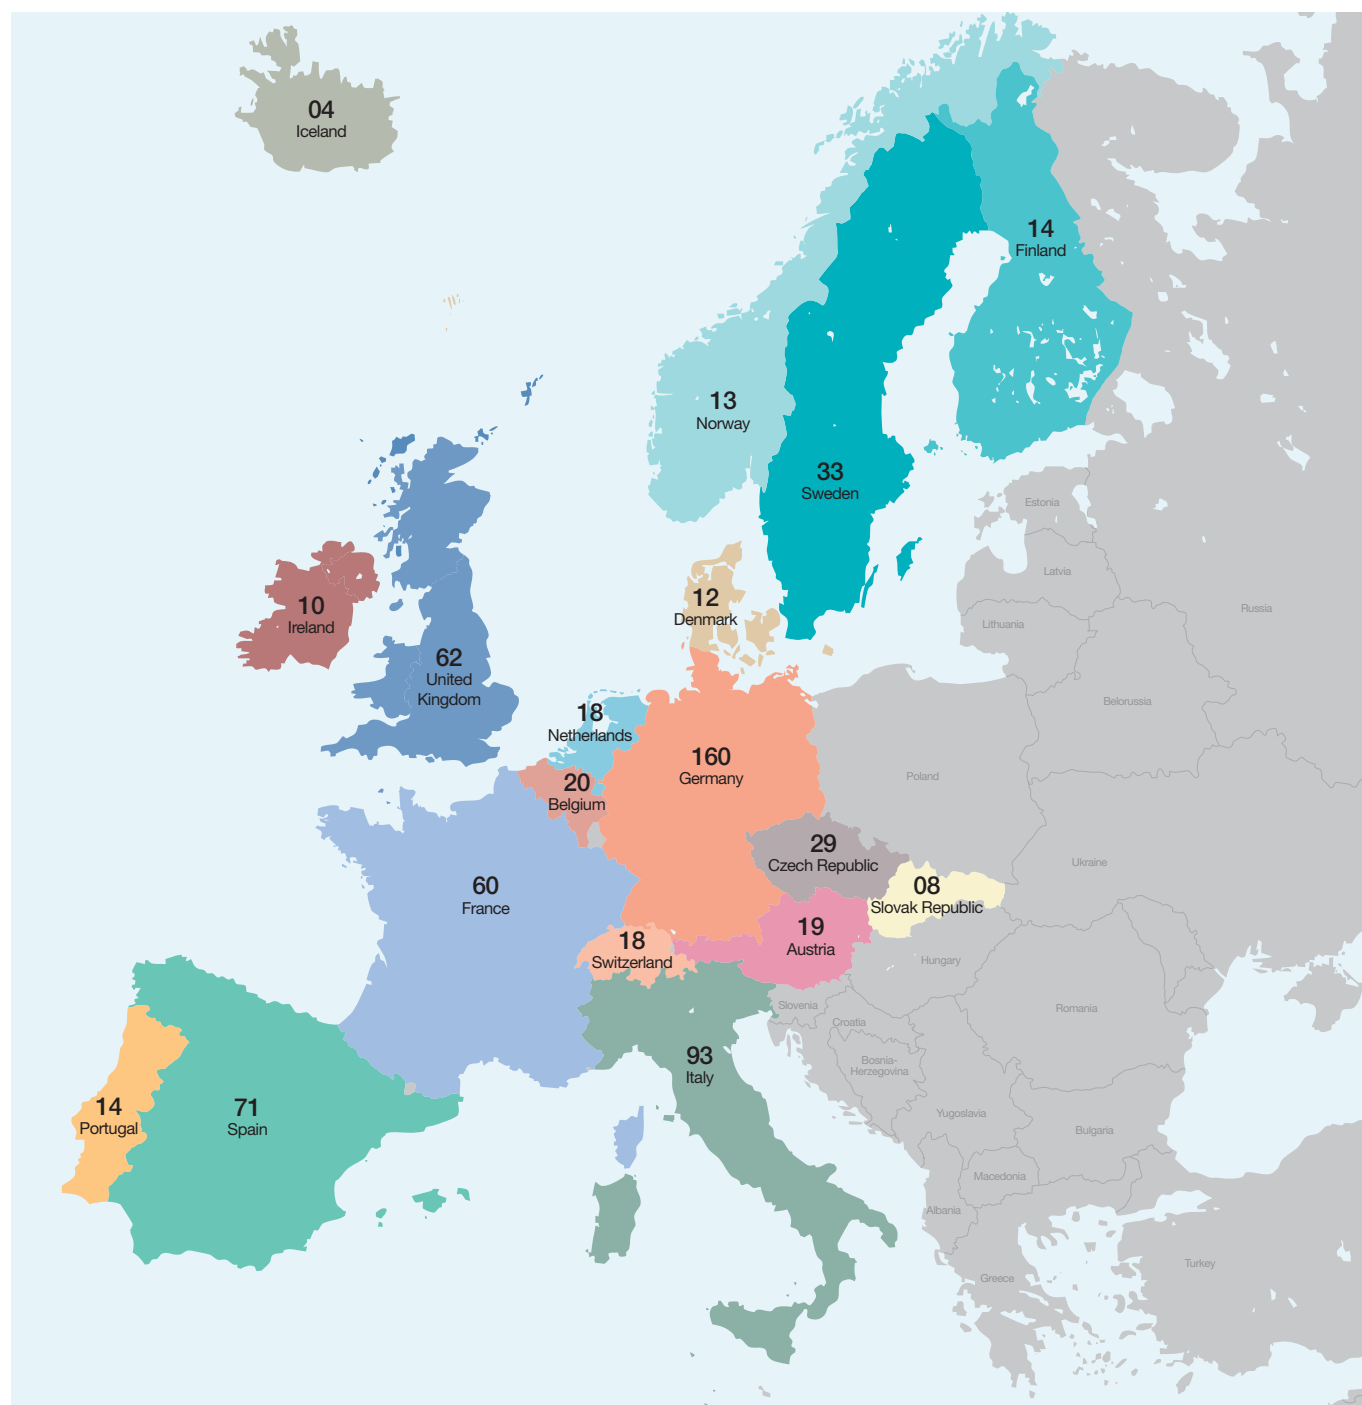 04
Iceland
14
Finland
13
Norway
33
Sweden
Estonia
Latvia
Lithuania
Russia
10
Ireland
12
Denmark
62
United
Kingdom
Belorussia
18
Netherlands
160
Germany
Poland
20
Belgium
29
Czech Republic
Ukraine
60
France
08
Slovak Republic
18
Switzerland
19
Austria
Hungary
Slovenia
Croatia
Romania
93
Italy
Bosnia-
Herzegovina
14
Portugal
71
Spain
Yugoslavia
Bulgaria
Macedonia
Albania
Greece
Turkey